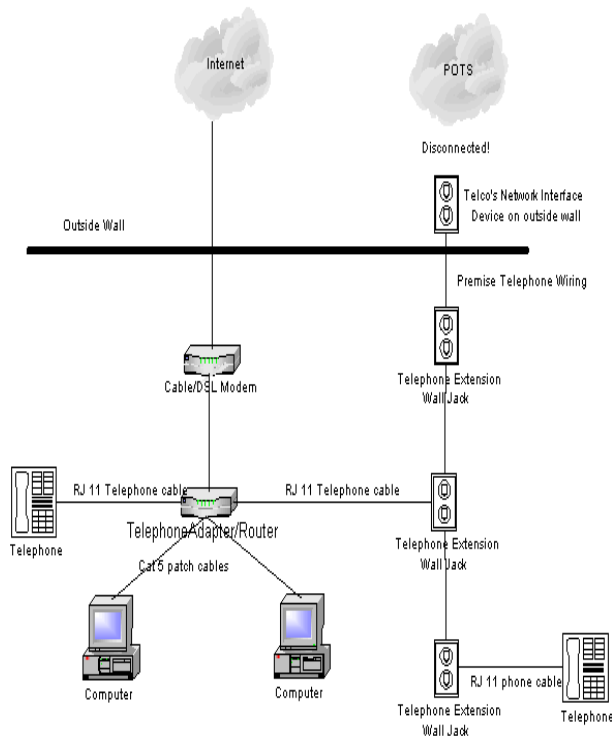 Internet
POTS
Disconnected!
Telco's Network Interface
Device on outside wall
Outside Wall
Premise Telephone Wiring
Cable/DSL Modem
Telephone Extension
Wall Jack
RJ 11 Telephone cable
RJ 11 Telephone cable
TelephoneAdapter/Router
Telephone
Telephone Extension
Wall Jack
Cat 5 patch cables
Computer
Computer
RJ 11 phone cable
Telephone Extension
Wall Jack
Telephone